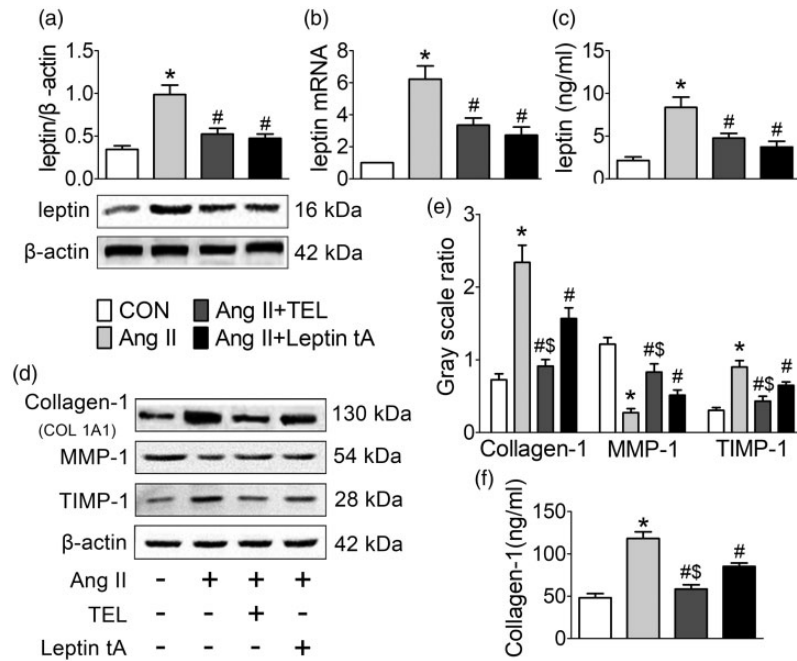 (a)
leptin/β -actin
1.5
1.0
0.5
0.0
*
#
#
leptin
16 kDa
β-actin
42 kDa
(b)
leptin mRNA
8
6
4
2
0
*
#
#
(c)
leptin (ng/ml)
15
10
5
0
*
#
#
CON
Ang II+TEL
Ang II
Ang II+Leptin tA
(d)
Collagen-1
(COL 1A1)
130 kDa
MMP-1
54 kDa
TIMP-1
28 kDa
β-actin
42 kDa
Ang II - + + +
TEL - - + -
Leptin tA - - - +
(e)
Gray scale ratio
3
2
1
0
*
#$
#
*
#$
#
*
#$
#
Collagen-1 MMP-1 TIMP-1
(f)
Collagen-1(ng/ml)
150
100
50
0
*
#$
#